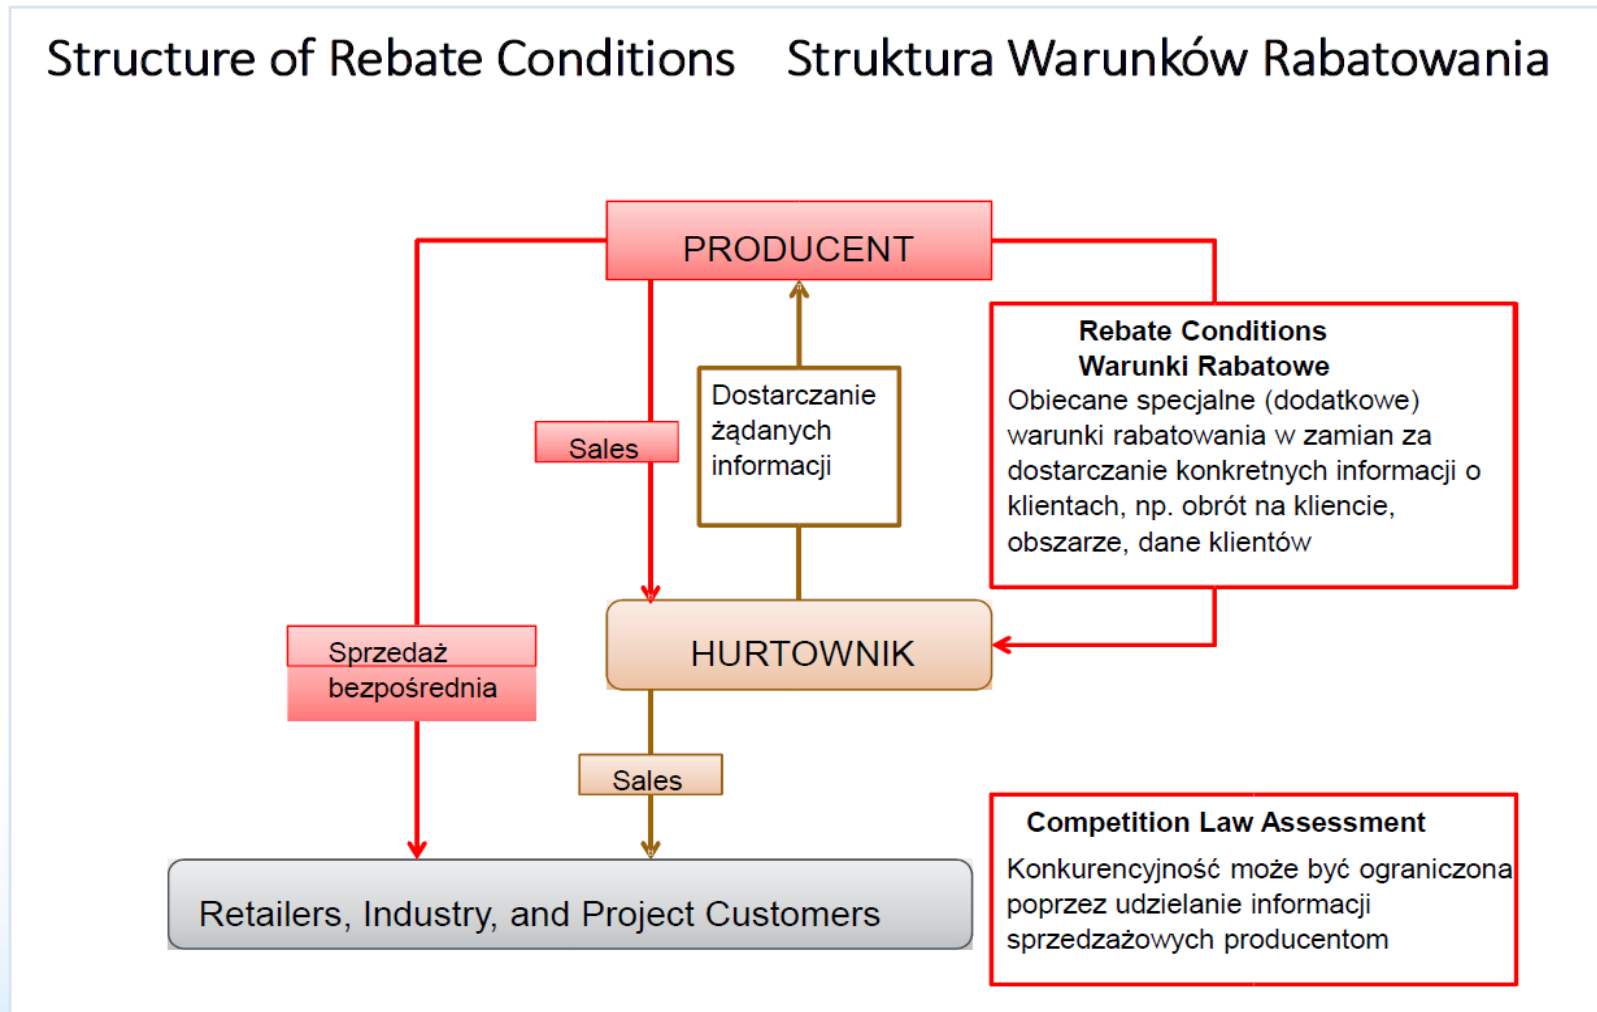 Structure of Rebate Conditions Struktura Warunków Rabatowania
PRODUCENT
Rebate Conditions
Warunki Rabatowe
Obiecane specjalne (dodatkowe)
warunki rabatowania w zamian za
dostarczanie konkretnych informacji o
klientach, np. obrót na kliencie,
obszarze, dane klientów
Dostarczanie
żądanych
informacji
Sales
HURTOWNIK
Sprzedaż
bezpośrednia
Sales
Retailers, Industry, and Project Customers
Competition Law Assessment
Konkurencyjność może być ograniczona
poprzez udzielanie informacji
sprzedzażowych producentom